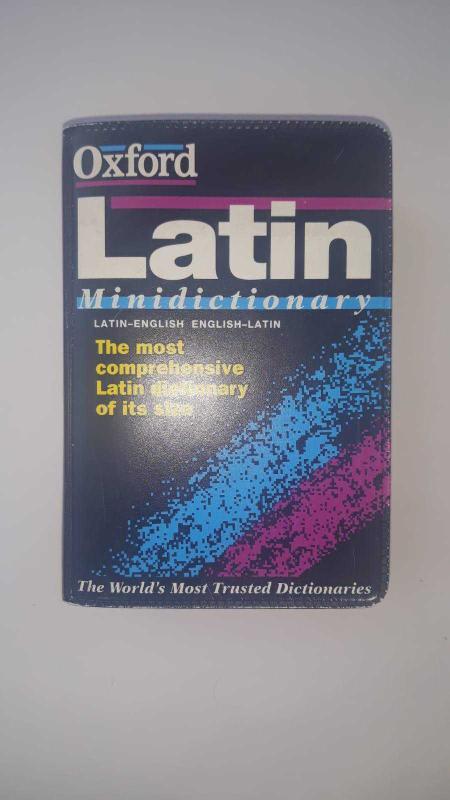 Oxford
Latin
Minidictionary
LATIN–ENGLISH ENGLISH–LATIN
The most
comprehensive
Latin dictionary
of its size
The World's Most Trusted Dictionaries